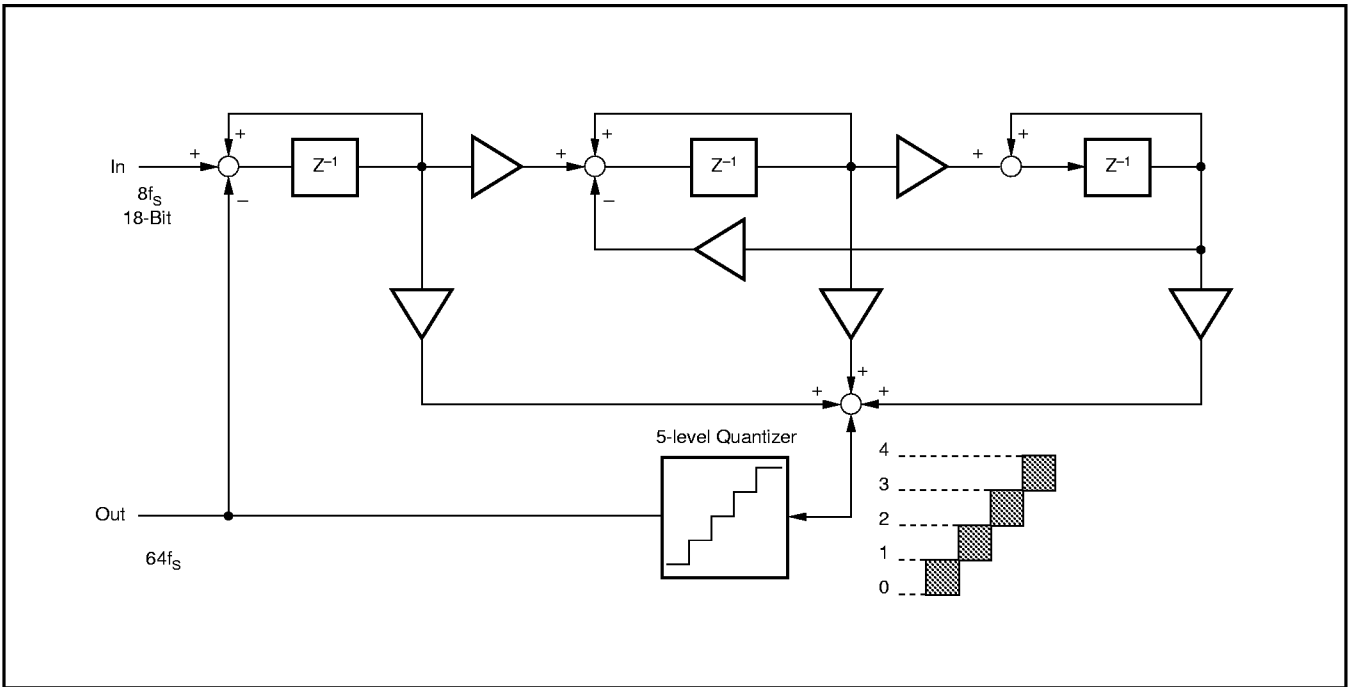 + + +
+ Z⁻¹ + Z⁻¹ + Z⁻¹
In
8fS
18-Bit
– –
+
+ +
5-level Quantizer
4
3
Out
2
1
64fS
0